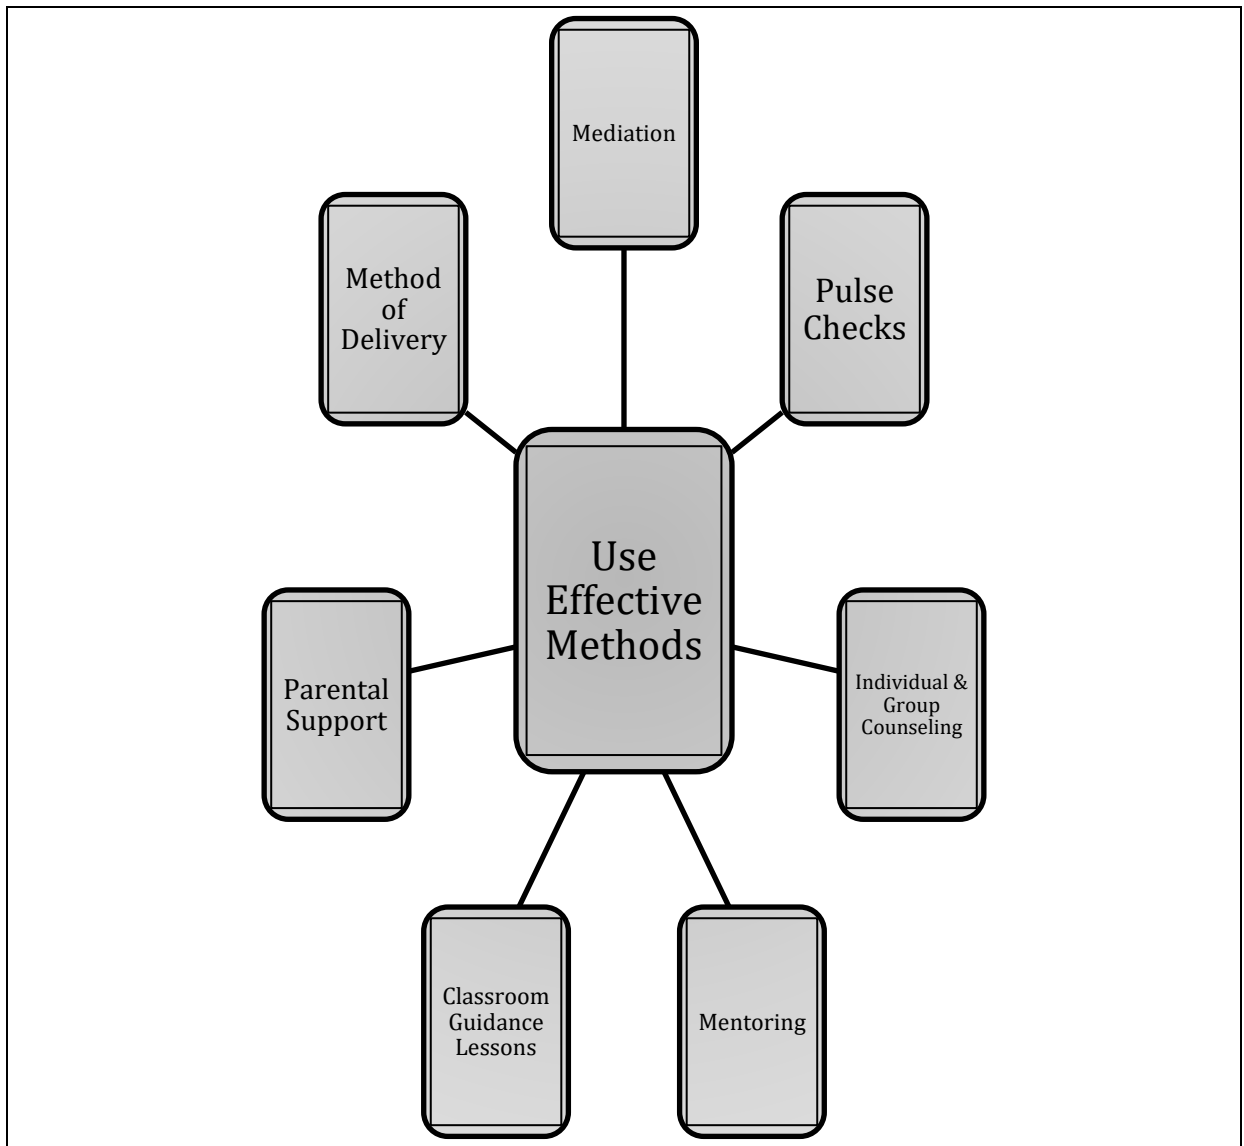 Mediation
Method
of
Delivery
Pulse
Checks
Use
Effective
Methods
Parental
Support
Individual &
Group
Counseling
Classroom
Guidance
Lessons
Mentoring